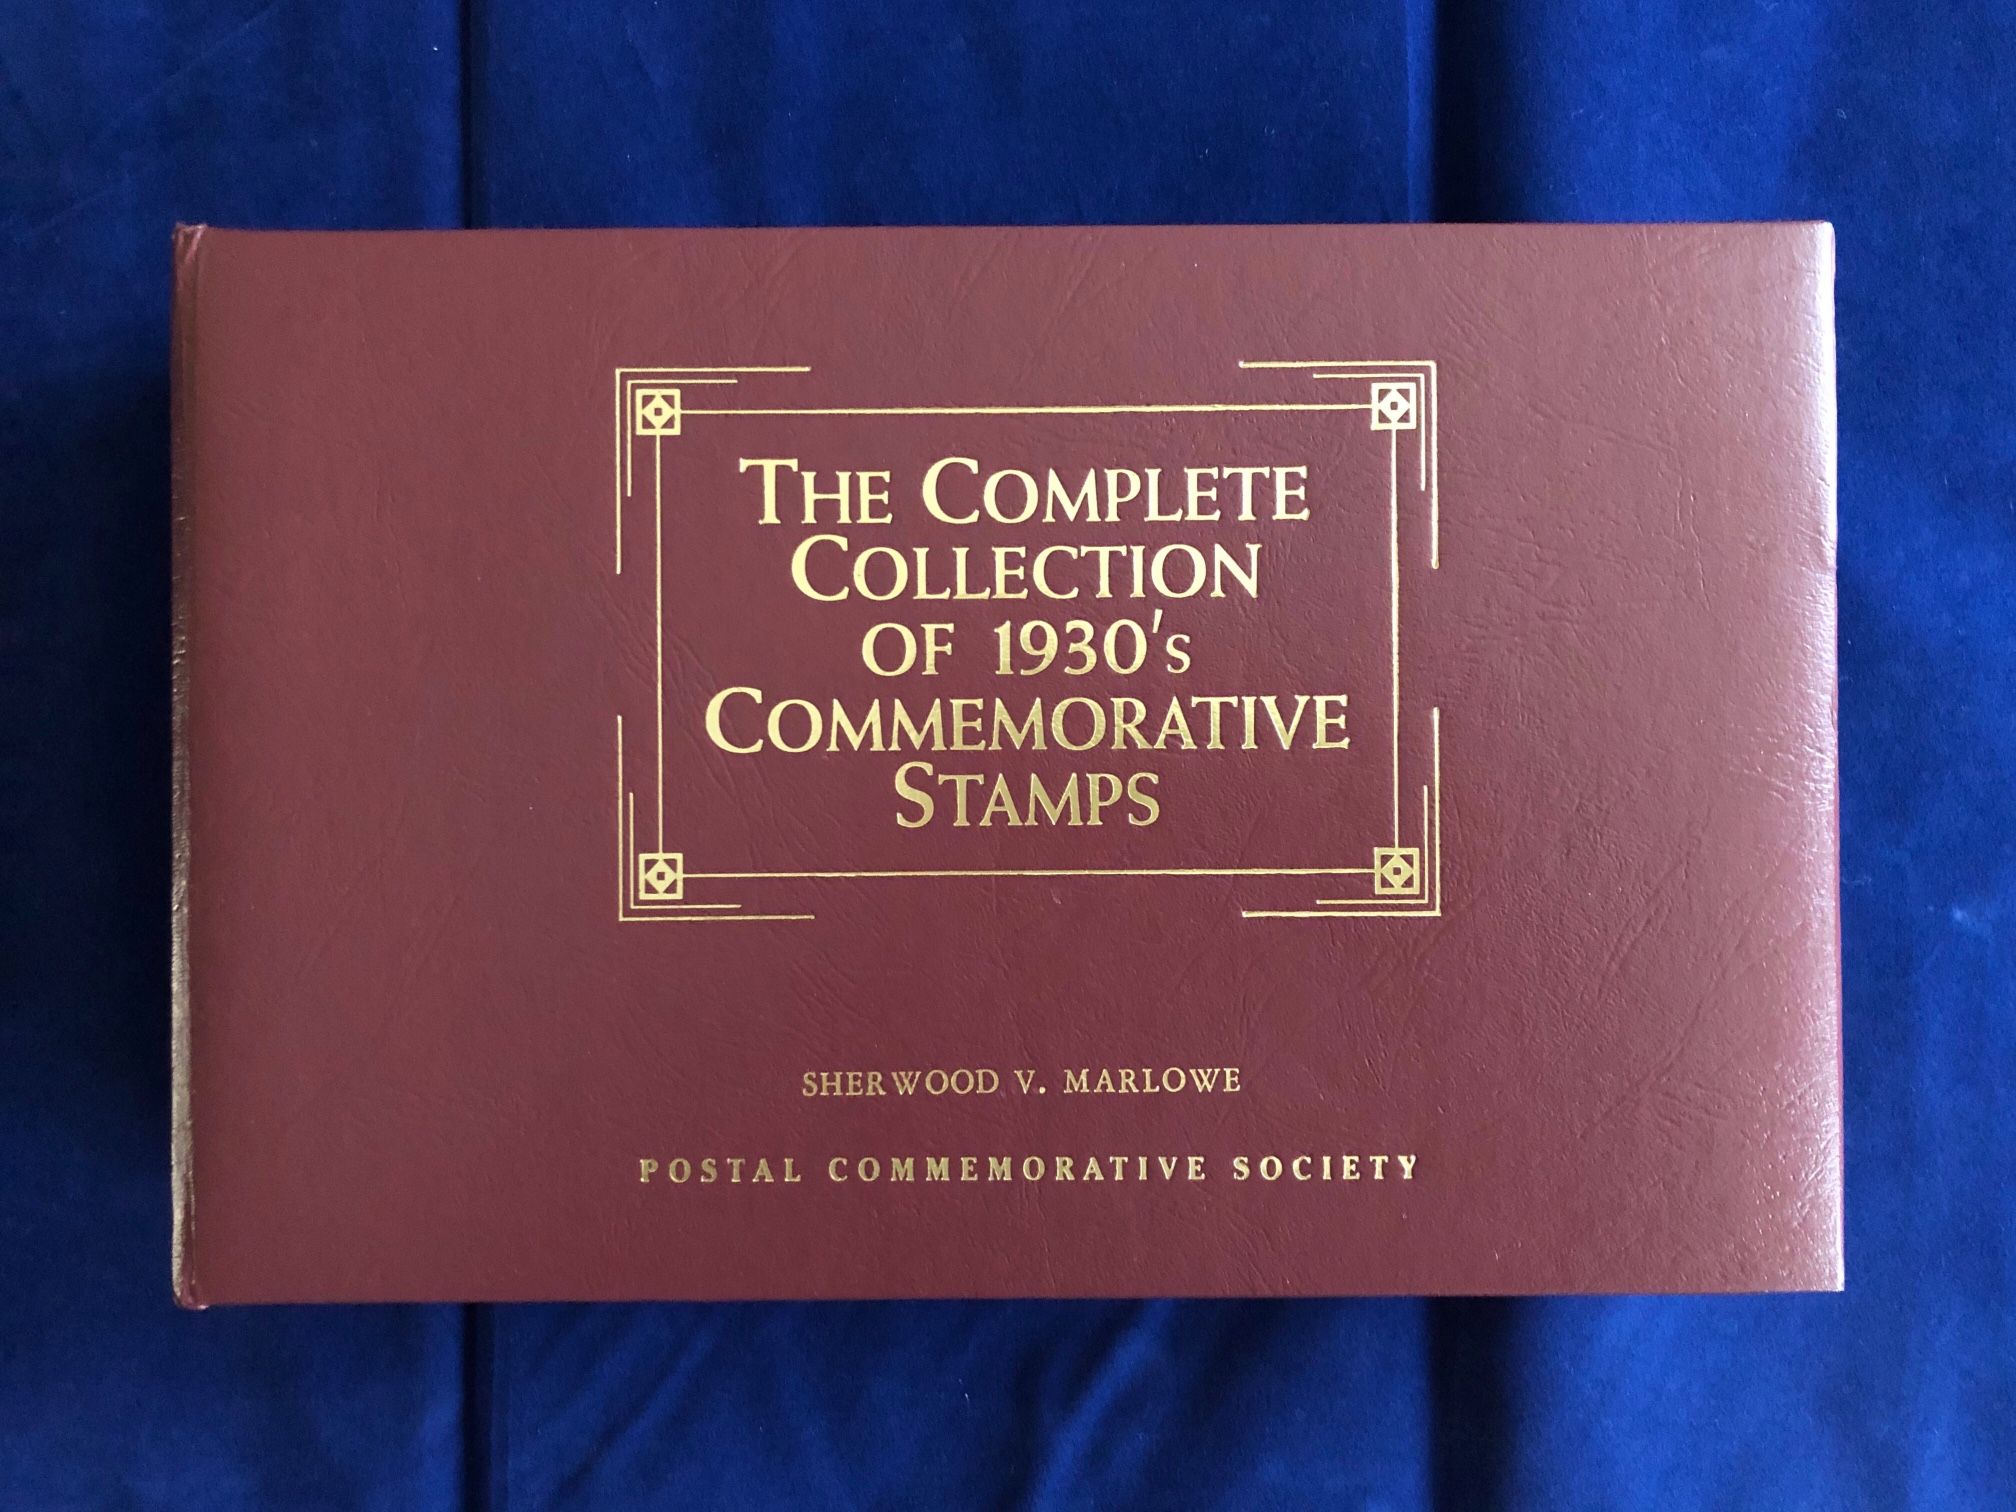 THE COMPLETE
COLLECTION
OF 1930's
COMMEMORATIVE
STAMPS
SHERWOOD V. MARLOWE
POSTAL COMMEMORATIVE SOCIETY